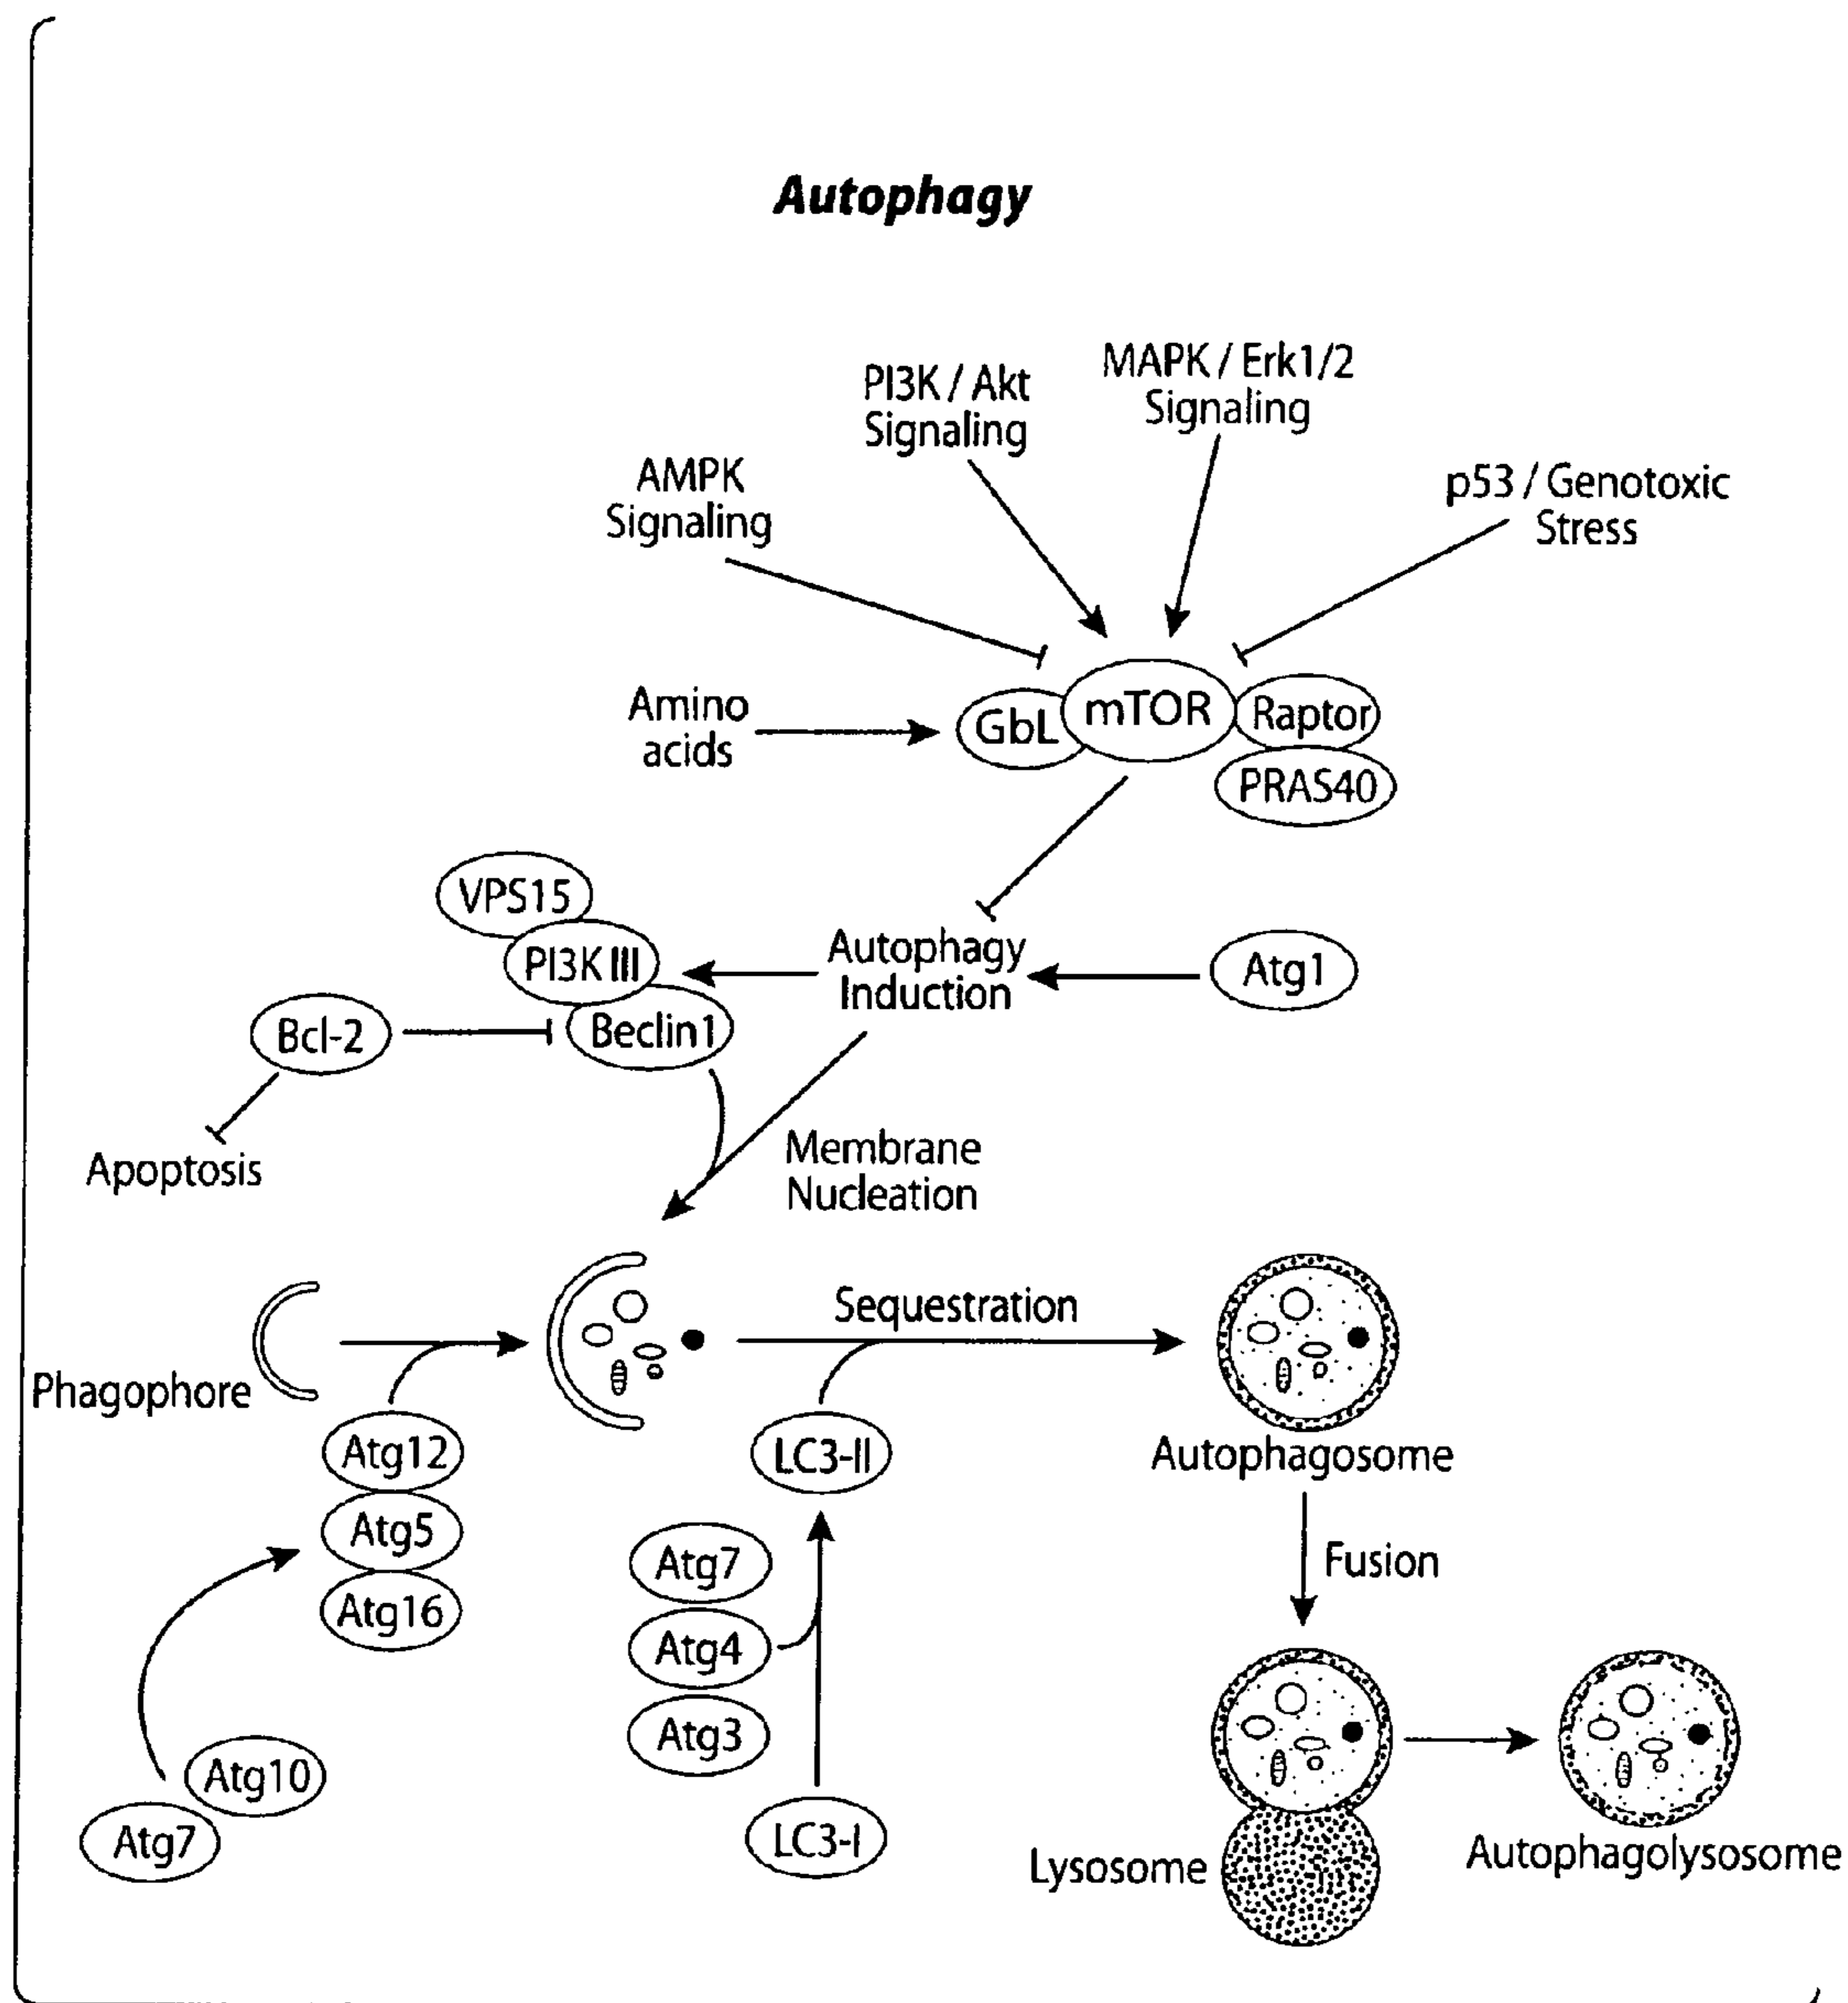 Autophagy
PI3K / Akt
Signaling
MAPK / Erk1/2
Signaling
AMPK
Signaling
p53 / Genotoxic
Stress
Amino
acids
GbL
mTOR
Raptor
PRAS40
VPS15
PI3K III
Beclin1
Autophagy
Induction
Atg1
Bcl-2
Apoptosis
Membrane
Nucleation
Phagophore
Sequestration
Atg12
Atg5
Atg16
LC3-II
Autophagosome
Atg7
Atg4
Atg3
Fusion
Atg10
Atg7
LC3-I
Lysosome
Autophagolysosome